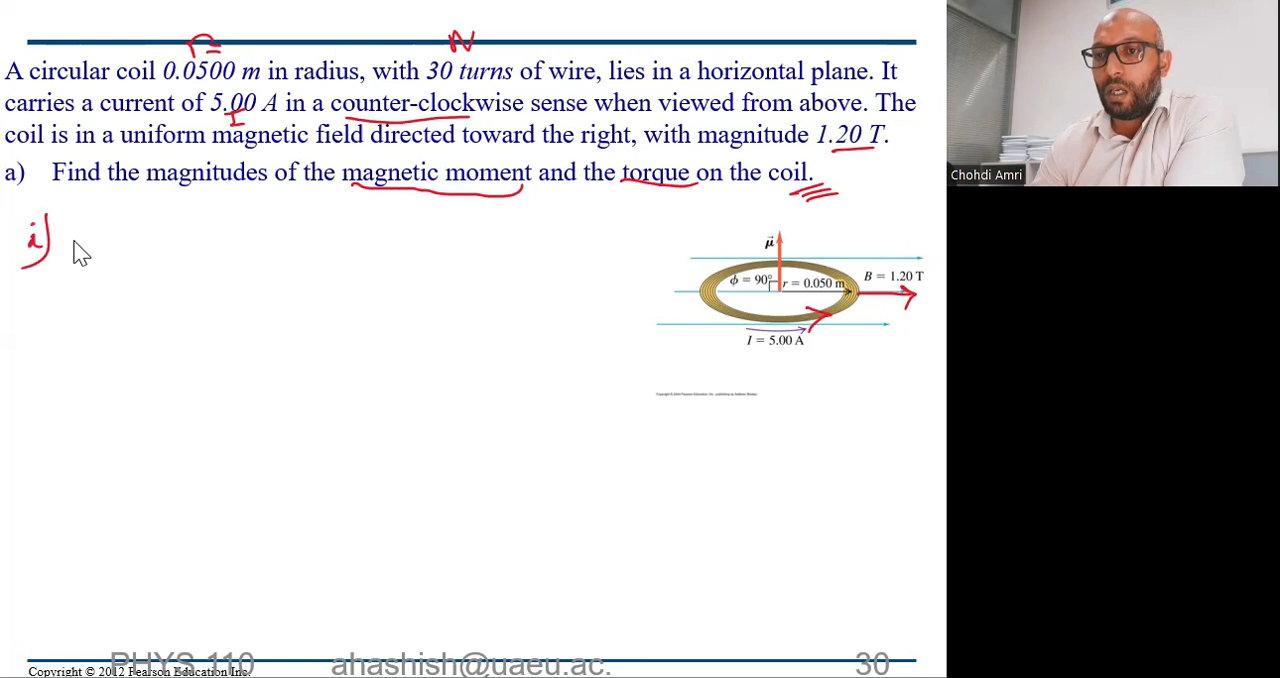 r=
N
A circular coil 0.0500 m in radius, with 30 turns of wire, lies in a horizontal plane. It
carries a current of 5.00 A in a counter-clockwise sense when viewed from above. The
I
coil is in a uniform magnetic field directed toward the right, with magnitude 1.20 T.
a) Find the magnitudes of the magnetic moment and the torque on the coil.
i)
μ
B = 1.20 T
ϕ = 90°
r = 0.050 m
I = 5.00 A
Chohdi Amri
PHYS 110
ahashish@uaeu.ac.
30
Copyright © 2012 Pearson Education Inc.